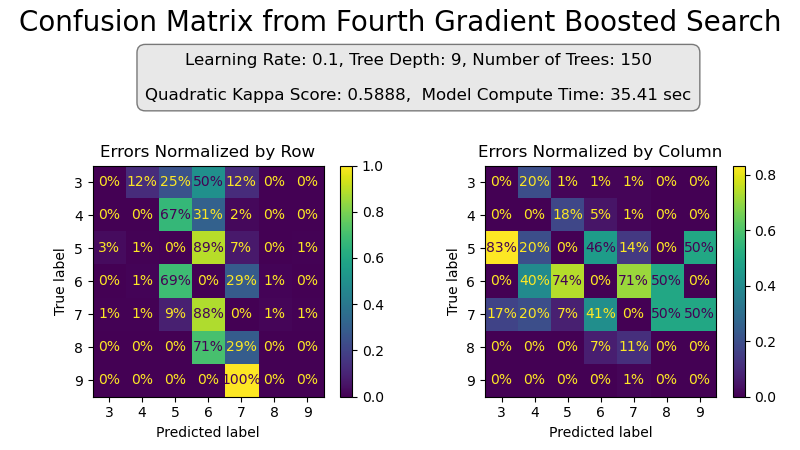 Confusion Matrix from Fourth Gradient Boosted Search
Learning Rate: 0.1, Tree Depth: 9, Number of Trees: 150
Quadratic Kappa Score: 0.5888,  Model Compute Time: 35.41 sec
Errors Normalized by Row
1.0
3 0% 12% 25% 50% 12% 0% 0%
4 0% 0% 67% 31% 2% 0% 0%
0.8
5 3% 1% 0% 89% 7% 0% 1%
0.6
6 0% 1% 69% 0% 29% 1% 0%
0.4
7 1% 1% 9% 88% 0% 1% 1%
8 0% 0% 0% 71% 29% 0% 0%
0.2
9 0% 0% 0% 0% 100% 0% 0%
0.0
3 4 5 6 7 8 9
True label
Predicted label
Errors Normalized by Column
3 0% 20% 1% 1% 1% 0% 0%
0.8
4 0% 0% 18% 5% 1% 0% 0%
5 83% 20% 0% 46% 14% 0% 50%
0.6
6 0% 40% 74% 0% 71% 50% 0%
0.4
7 17% 20% 7% 41% 0% 50% 50%
0.2
8 0% 0% 0% 7% 11% 0% 0%
9 0% 0% 0% 0% 1% 0% 0%
0.0
3 4 5 6 7 8 9
True label
Predicted label